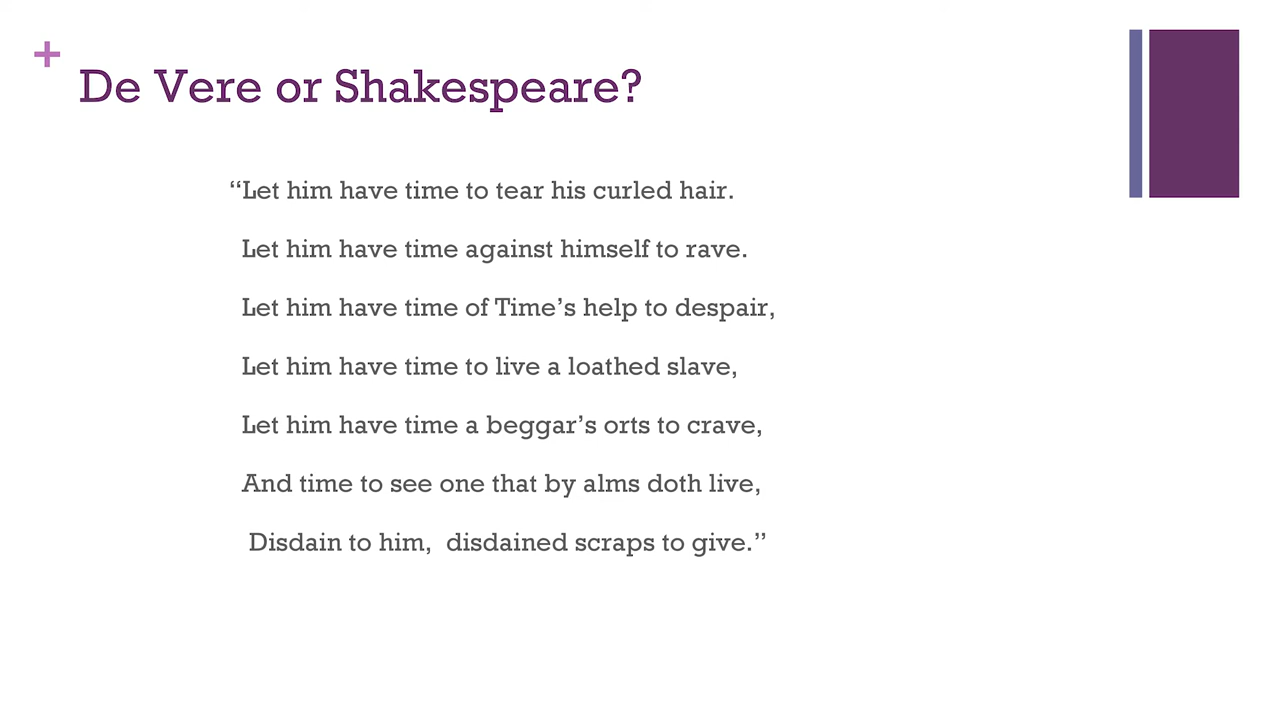 +
De Vere or Shakespeare?
“Let him have time to tear his curled hair.
Let him have time against himself to rave.
Let him have time of Time’s help to despair,
Let him have time to live a loathed slave,
Let him have time a beggar’s orts to crave,
And time to see one that by alms doth live,
Disdain to him,  disdained scraps to give.”